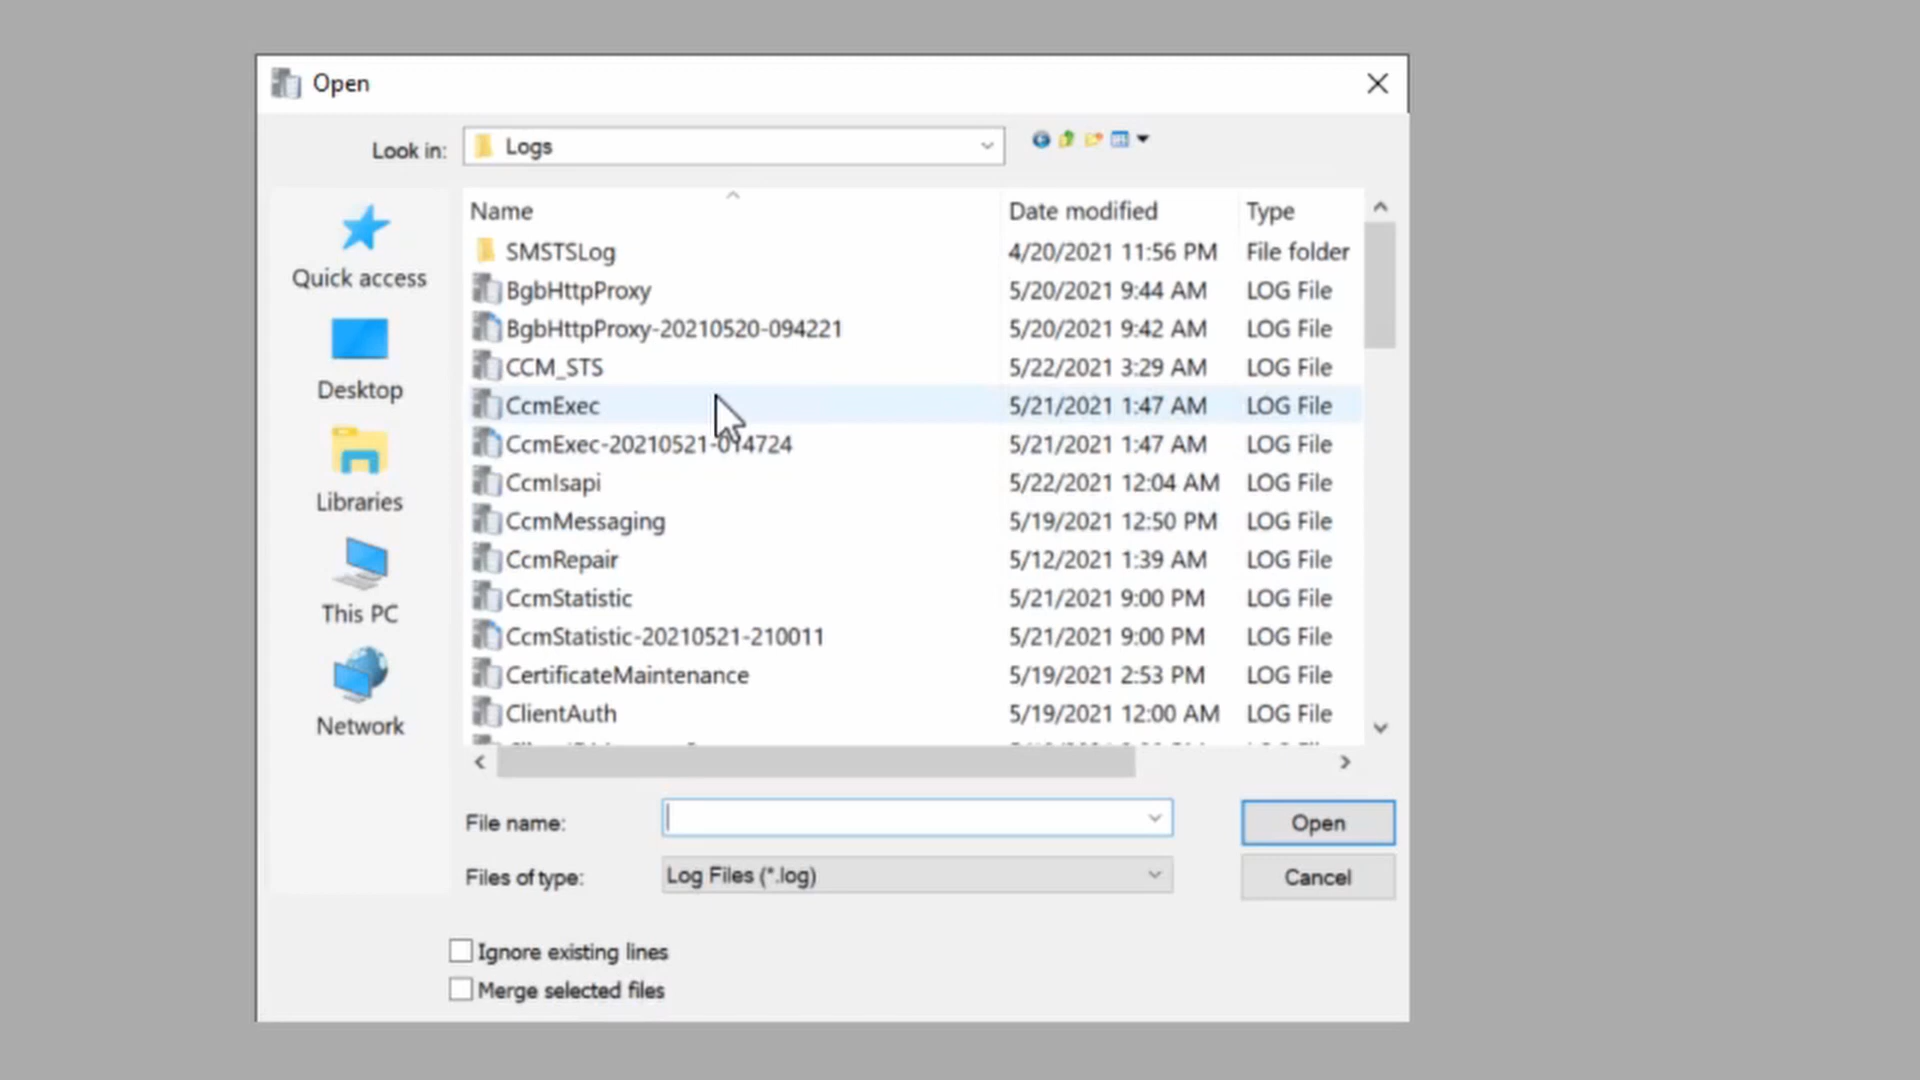 Open
Look in: Logs
Name Date modified Type
SMSTSLog 4/20/2021 11:56 PM File folder
BgbHttpProxy 5/20/2021 9:44 AM LOG File
BgbHttpProxy-20210520-094221 5/20/2021 9:42 AM LOG File
CCM_STS 5/22/2021 3:29 AM LOG File
CcmExec 5/21/2021 1:47 AM LOG File
CcmExec-20210521-014724 5/21/2021 1:47 AM LOG File
CcmIsapi 5/22/2021 12:04 AM LOG File
CcmMessaging 5/19/2021 12:50 PM LOG File
CcmRepair 5/12/2021 1:39 AM LOG File
CcmStatistic 5/21/2021 9:00 PM LOG File
CcmStatistic-20210521-210011 5/21/2021 9:00 PM LOG File
CertificateMaintenance 5/19/2021 2:53 PM LOG File
ClientAuth 5/19/2021 12:00 AM LOG File
Quick access
Desktop
Libraries
This PC
Network
File name: Open
Files of type: Log Files (*.log) Cancel
Ignore existing lines
Merge selected files